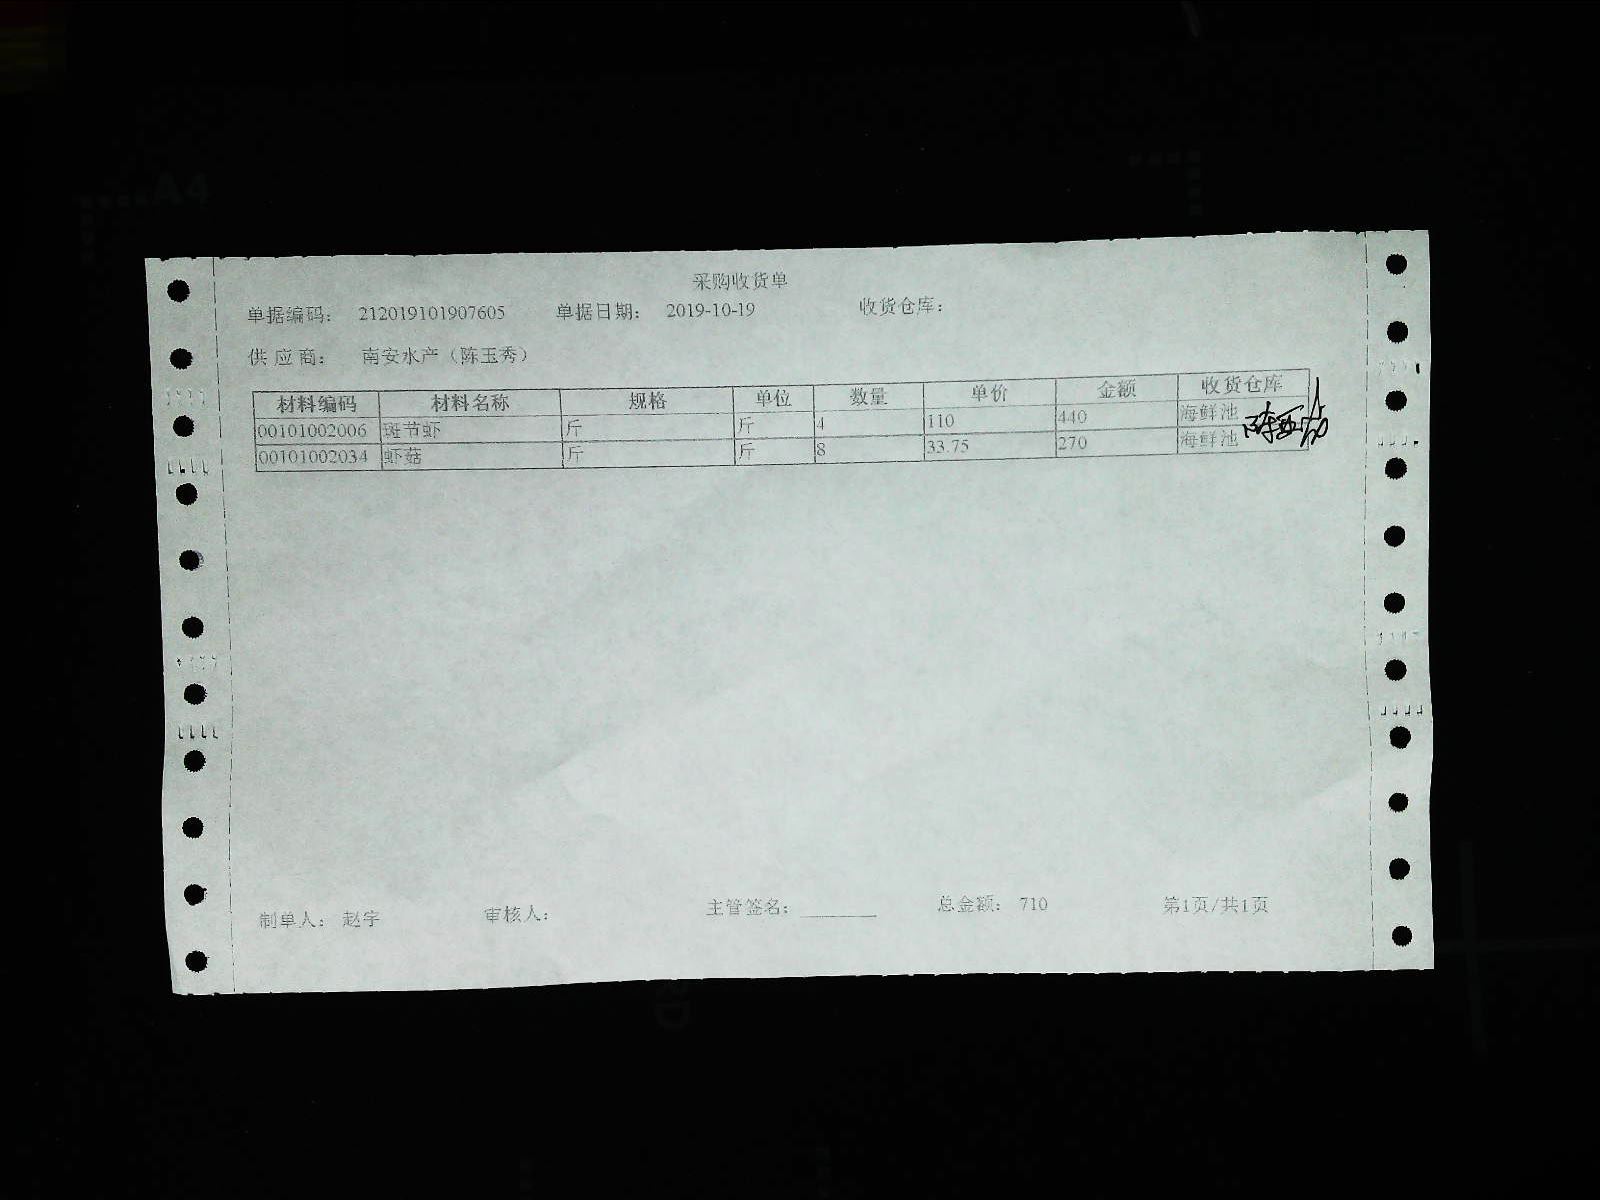 A4
采购收货单
单据编码： 212019101907605 单据日期： 2019-10-19 收货仓库：
供应商： 南安水产（陈玉秀）
材料编码 材料名称 规格 单位 数量 单价 金额 收货仓库
00101002006 斑节虾 斤 斤 4 110 440 海鲜池
00101002034 虾菇 斤 斤 8 33.75 270 海鲜池
制单人： 赵宇 审核人： 主管签名： 总金额： 710 第1页/共1页